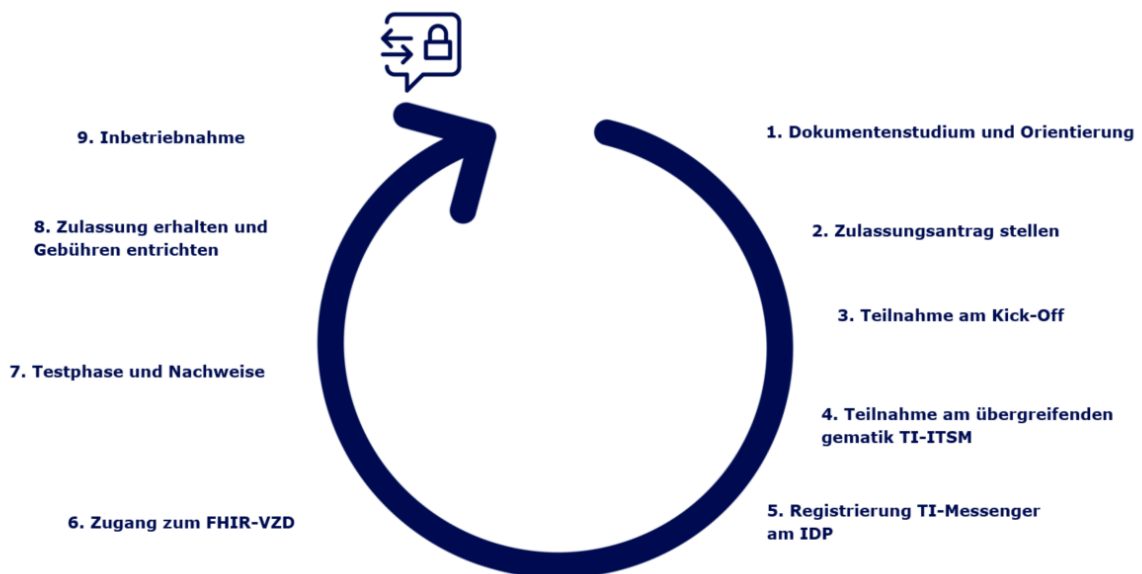 1. Dokumentenstudium und Orientierung
2. Zulassungsantrag stellen
3. Teilnahme am Kick-Off
4. Teilnahme am übergreifenden
gematik TI-ITSM
5. Registrierung TI-Messenger
am IDP
6. Zugang zum FHIR-VZD
7. Testphase und Nachweise
8. Zulassung erhalten und
Gebühren entrichten
9. Inbetriebnahme